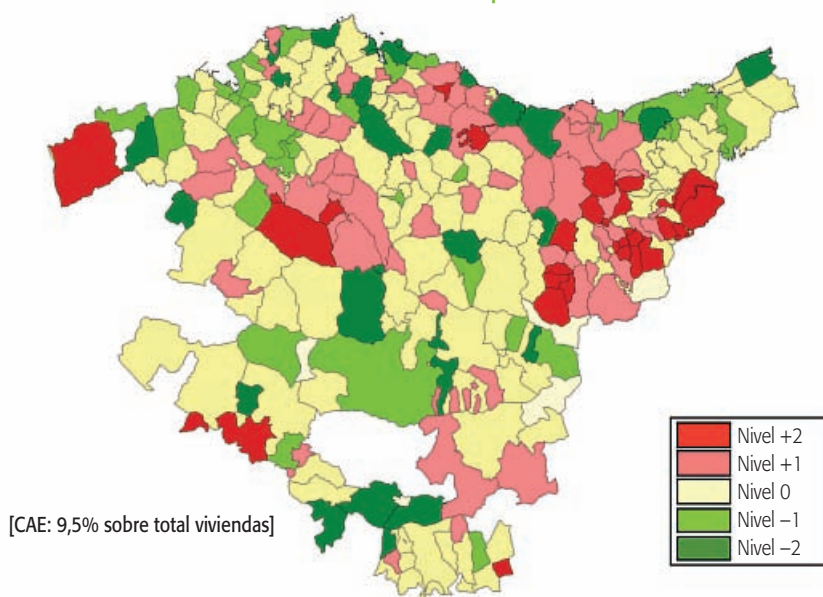 Nivel +2
Nivel +1
Nivel 0
Nivel –1
Nivel –2
[CAE: 9,5% sobre total viviendas]